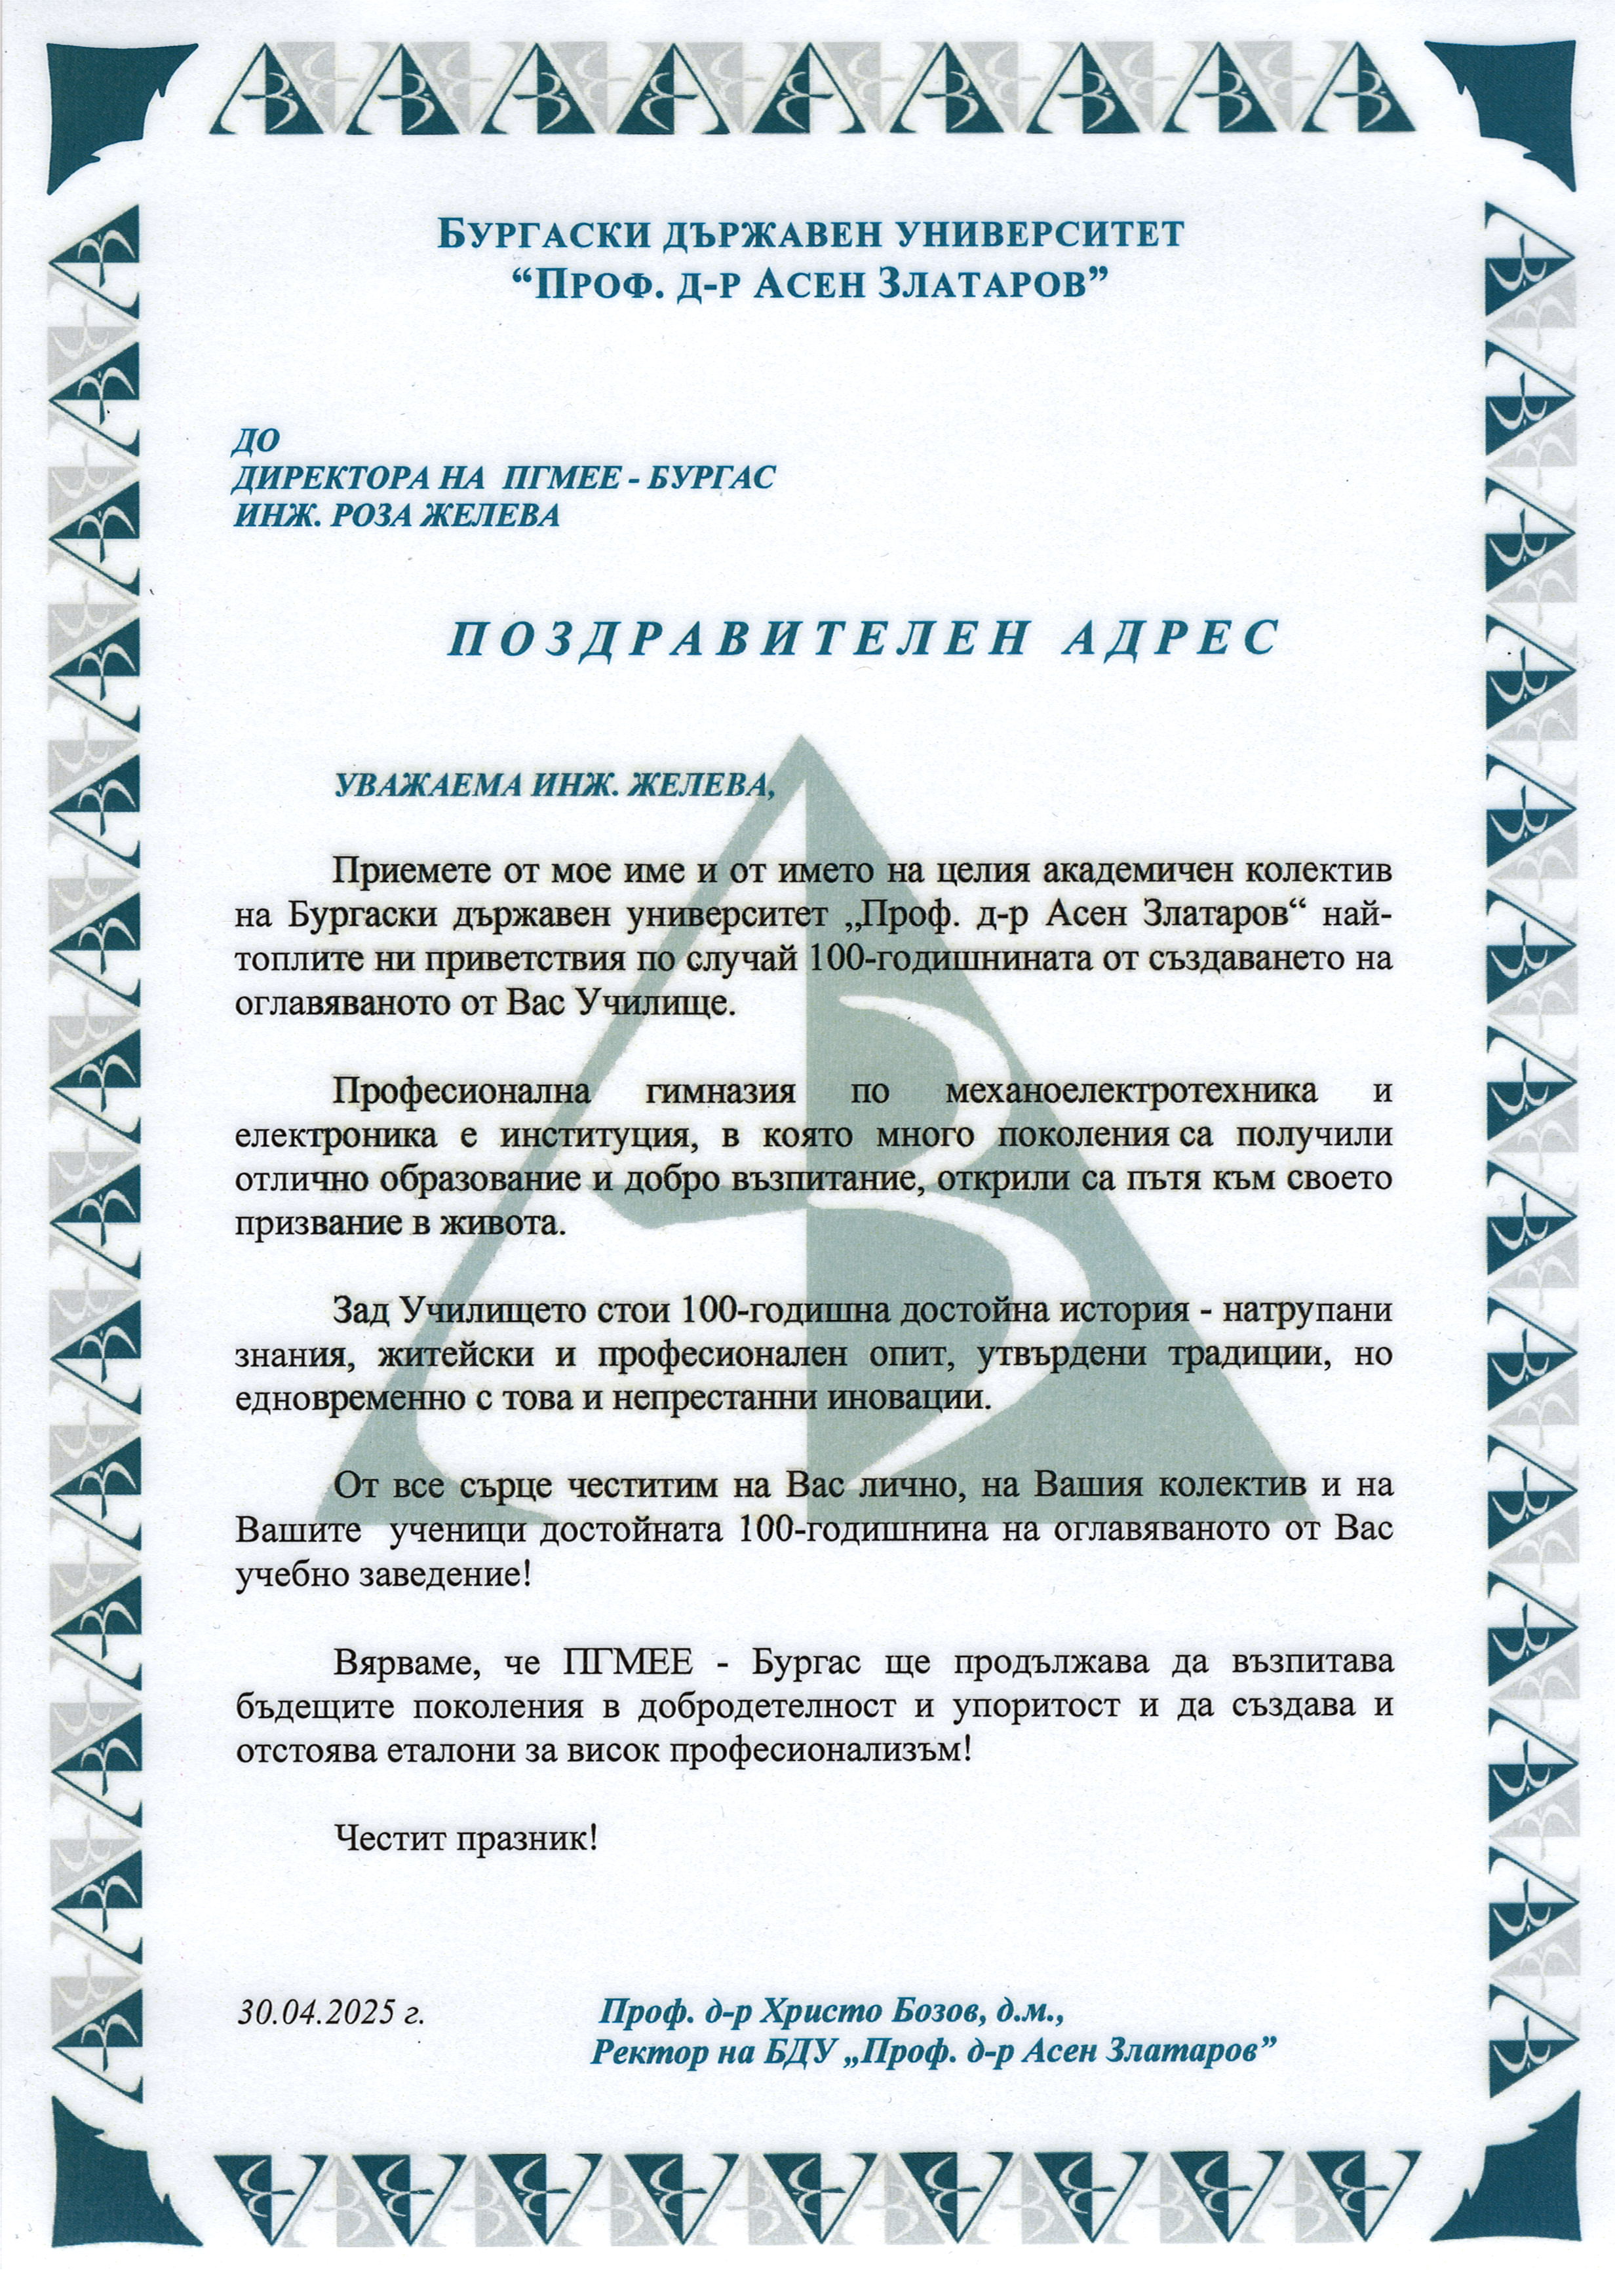 БУРГАСКИ ДЪРЖАВЕН УНИВЕРСИТЕТ
“ПРОФ. Д-Р АСЕН ЗЛАТАРОВ”
ДО
ДИРЕКТОРА НА ПГМЕЕ - БУРГАС
ИНЖ. РОЗА ЖЕЛЕВА
ПОЗДРАВИТЕЛЕН АДРЕС
УВАЖАЕМА ИНЖ. ЖЕЛЕВА,
Приемете от мое име и от името на целия академичен колектив
на Бургаски държавен университет „Проф. д-р Асен Златаров“ най-
топлите ни приветствия по случай 100-годишнината от създаването на
оглавяваното от Вас Училище.
Професионална гимназия по механоелектротехника и
електроника е институция, в която много поколения са получили
отлично образование и добро възпитание, открили са пътя към своето
призвание в живота.
Зад Училището стои 100-годишна достойна история - натрупани
знания, житейски и професионален опит, утвърдени традиции, но
едновременно с това и непрестанни иновации.
От все сърце честитим на Вас лично, на Вашия колектив и на
Вашите ученици достойната 100-годишнина на оглавяваното от Вас
учебно заведение!
Вярваме, че ПГМЕЕ - Бургас ще продължава да възпитава
бъдещите поколения в добродетелност и упоритост и да създава и
отстоява еталони за висок професионализъм!
Честит празник!
30.04.2025 г. Проф. д-р Христо Бозов, д.м.,
Ректор на БДУ „Проф. д-р Асен Златаров”